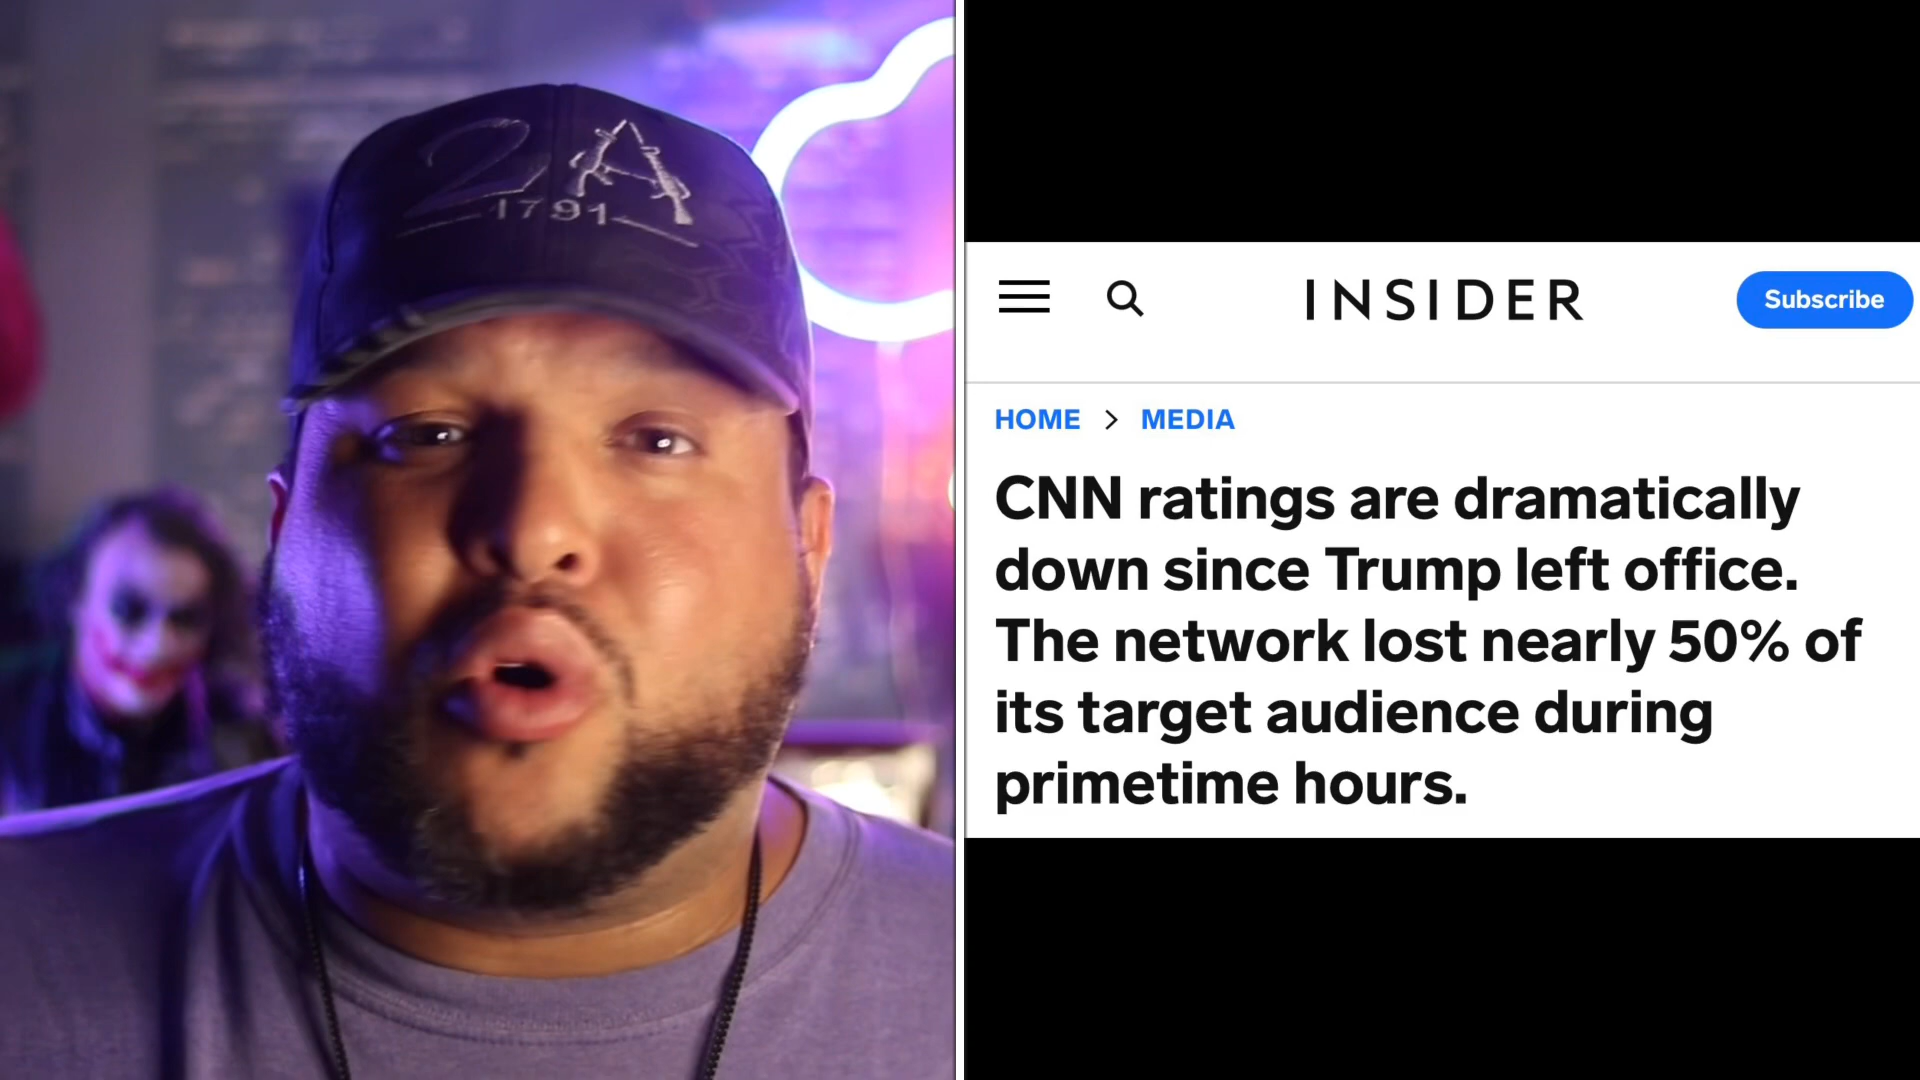 2A
1791
INSIDER
Subscribe
HOME > MEDIA
CNN ratings are dramatically
down since Trump left office.
The network lost nearly 50% of
its target audience during
primetime hours.